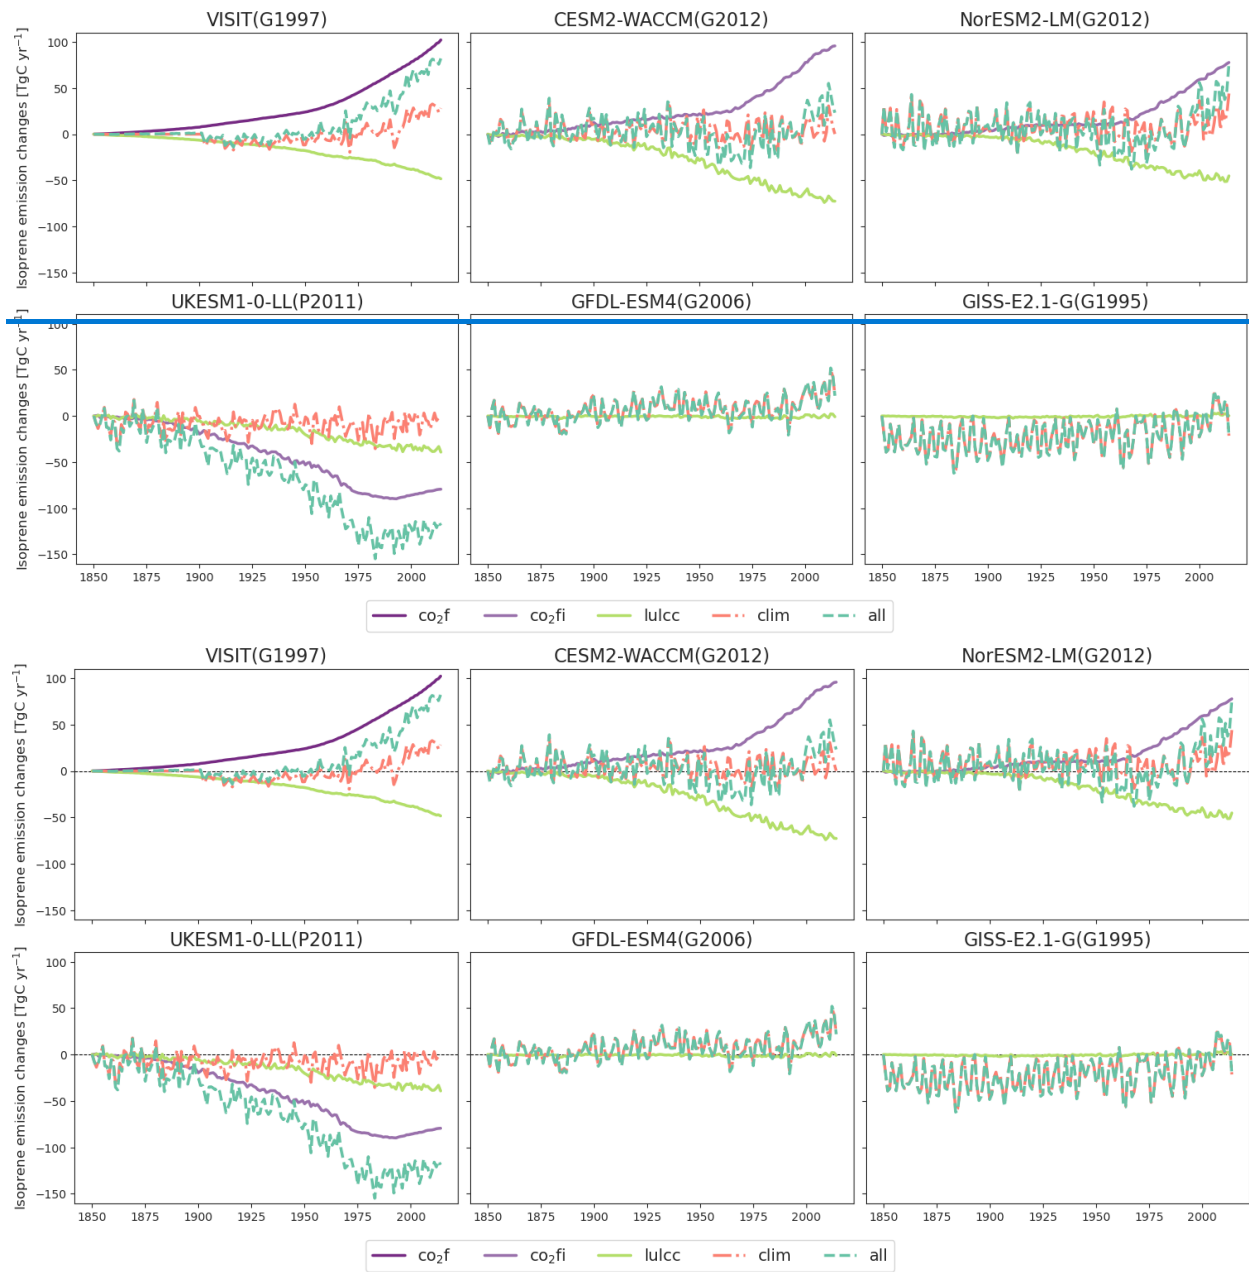 VISIT(G1997) CESM2-WACCM(G2012) NorESM2-LM(G2012)
Isoprene emission changes [TgC yr⁻¹]
100
50
0
−50
−100
−150
UKESM1-0-LL(P2011) GFDL-ESM4(G2006) GISS-E2.1-G(G1995)
Isoprene emission changes [TgC yr⁻¹]
100
50
0
−50
−100
−150
1850 1875 1900 1925 1950 1975 2000 1850 1875 1900 1925 1950 1975 2000 1850 1875 1900 1925 1950 1975 2000
co₂f co₂fi lulcc clim all
VISIT(G1997) CESM2-WACCM(G2012) NorESM2-LM(G2012)
Isoprene emission changes [TgC yr⁻¹]
100
50
0
−50
−100
−150
UKESM1-0-LL(P2011) GFDL-ESM4(G2006) GISS-E2.1-G(G1995)
Isoprene emission changes [TgC yr⁻¹]
100
50
0
−50
−100
−150
1850 1875 1900 1925 1950 1975 2000 1850 1875 1900 1925 1950 1975 2000 1850 1875 1900 1925 1950 1975 2000
co₂f co₂fi lulcc clim all